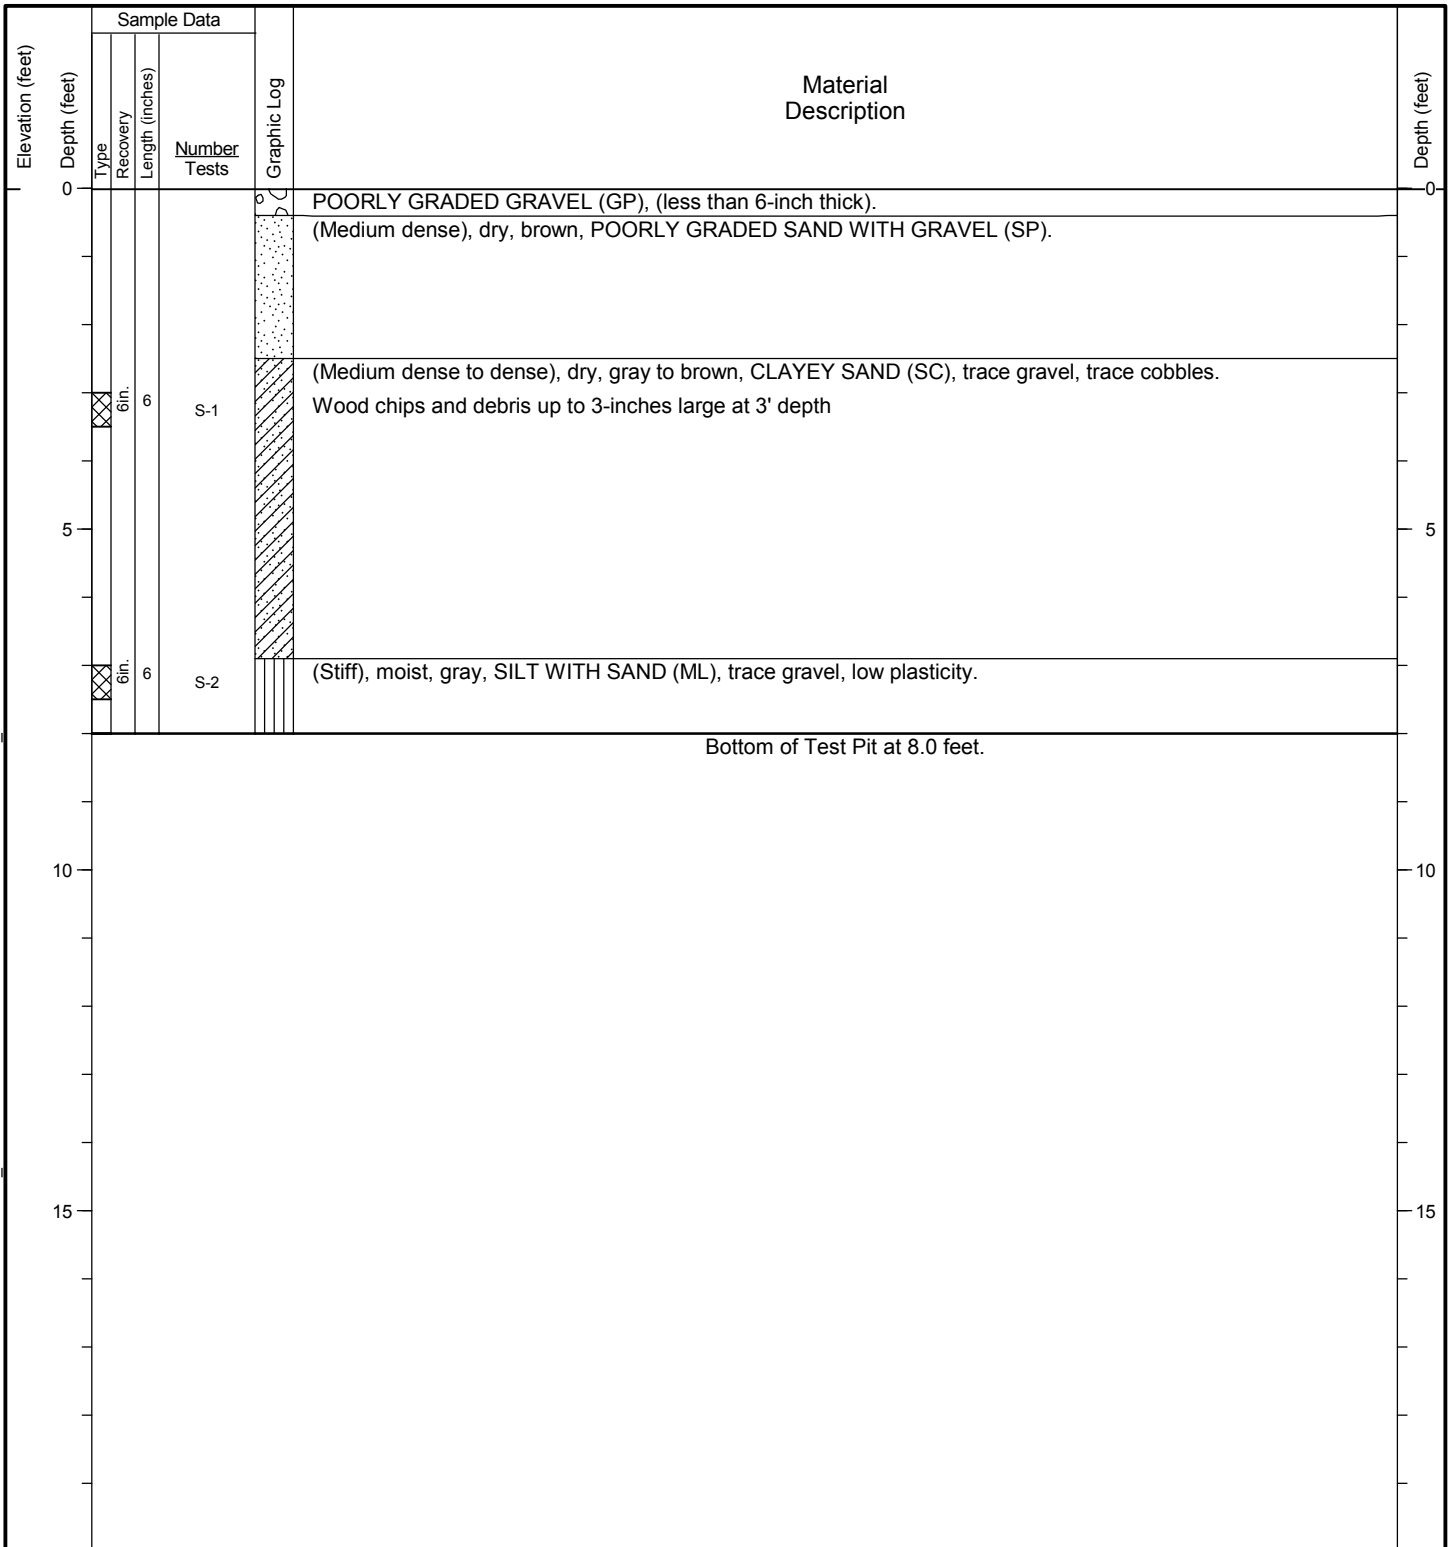 Sample Data
Elevation (feet)
Depth (feet)
Type
Recovery
Length (inches)
Number
Tests
Graphic Log
Material
Description
Depth (feet)
0
0
POORLY GRADED GRAVEL (GP), (less than 6-inch thick).
(Medium dense), dry, brown, POORLY GRADED SAND WITH GRAVEL (SP).
(Medium dense to dense), dry, gray to brown, CLAYEY SAND (SC), trace gravel, trace cobbles.
6in.
6
S-1
Wood chips and debris up to 3-inches large at 3' depth
5
5
6in.
6
S-2
(Stiff), moist, gray, SILT WITH SAND (ML), trace gravel, low plasticity.
Bottom of Test Pit at 8.0 feet.
10
10
15
15